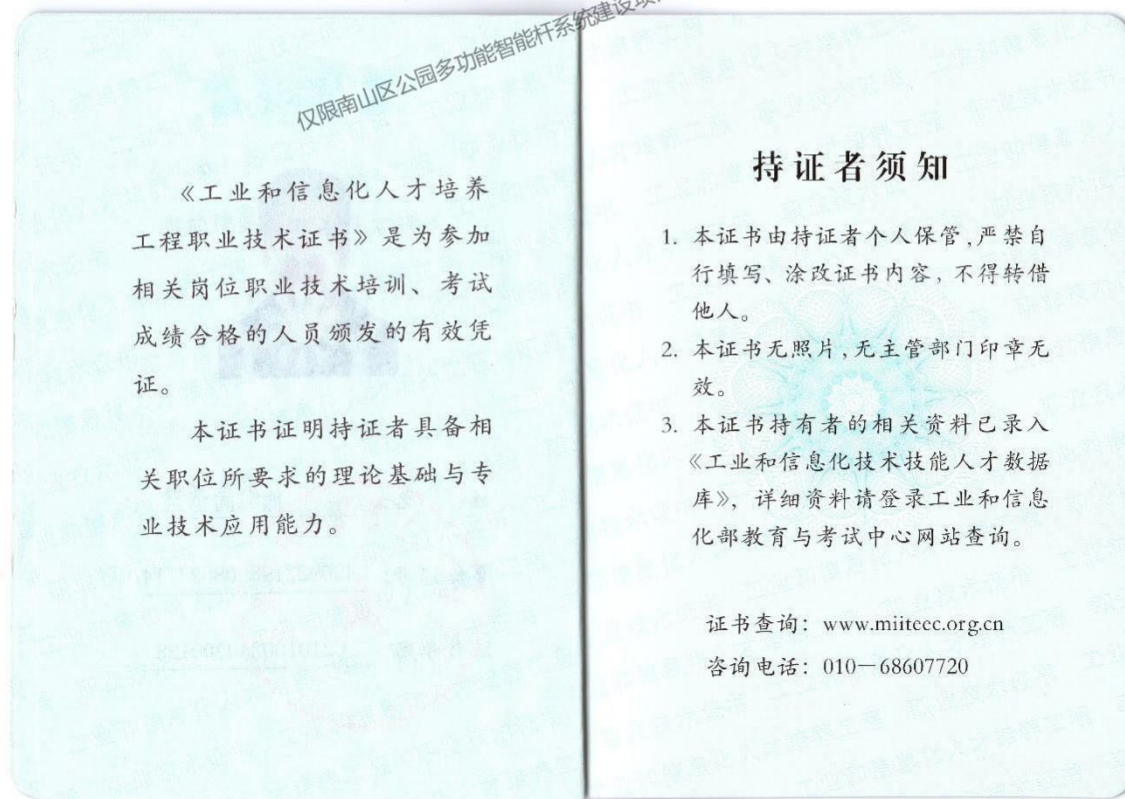 仅限南山区公园多功能智能杆系统建设项
《工业和信息化人才培养
工程职业技术证书》是为参加
相关岗位职业技术培训、考试
成绩合格的人员颁发的有效凭
证。
本证书证明持证者具备相
关职位所要求的理论基础与专
业技术应用能力。
持证者须知
1. 本证书由持证者个人保管,严禁自
行填写、涂改证书内容,不得转借
他人。
2. 本证书无照片,无主管部门印章无
效。
3. 本证书持有者的相关资料已录入
《工业和信息化技术技能人才数据
库》,详细资料请登录工业和信息
化部教育与考试中心网站查询。
证书查询：www.miiteec.org.cn
咨询电话：010－68607720